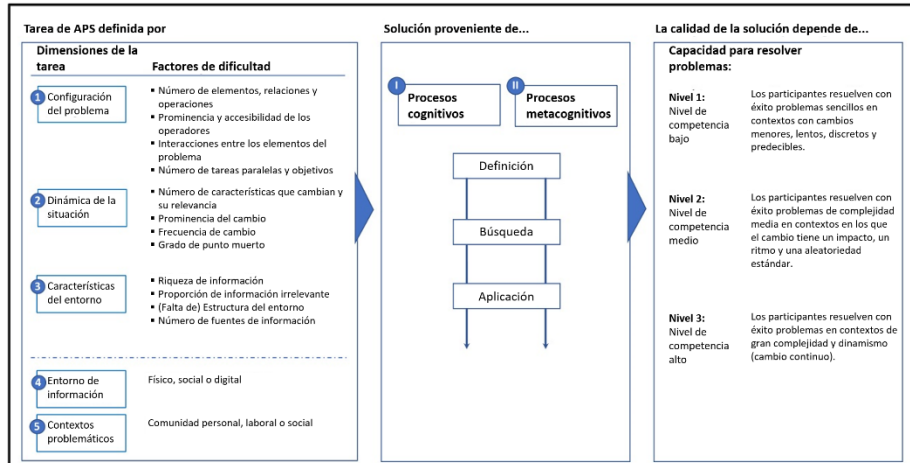 Tarea de APS definida por
Dimensiones de la
tarea
Factores de dificultad
1
Configuración
del problema
▪ Número de elementos, relaciones y
operaciones
▪ Prominencia y accesibilidad de los
operadores
▪ Interacciones entre los elementos del
problema
▪ Número de tareas paralelas y objetivos
2
Dinámica de la
situación
▪ Número de características que cambian y
su relevancia
▪ Prominencia del cambio
▪ Frecuencia de cambio
▪ Grado de punto muerto
3
Características
del entorno
▪ Riqueza de información
▪ Proporción de información irrelevante
▪ (Falta de) Estructura del entorno
▪ Número de fuentes de información
4
Entorno de
información
Físico, social o digital
5
Contextos
problemáticos
Comunidad personal, laboral o social
Solución proveniente de...
I
Procesos
cognitivos
II
Procesos
metacognitivos
Definición
Búsqueda
Aplicación
La calidad de la solución depende de...
Capacidad para resolver
problemas:
Nivel 1:
Nivel de
competencia
bajo
Los participantes resuelven con
éxito problemas sencillos en
contextos con cambios
menores, lentos, discretos y
predecibles.
Nivel 2:
Nivel de
competencia
medio
Los participantes resuelven con
éxito problemas de complejidad
media en contextos en los que
el cambio tiene un impacto, un
ritmo y una aleatoriedad
estándar.
Nivel 3:
Nivel de
competencia
alto
Los participantes resuelven con
éxito problemas en contextos de
gran complejidad y dinamismo
(cambio continuo).